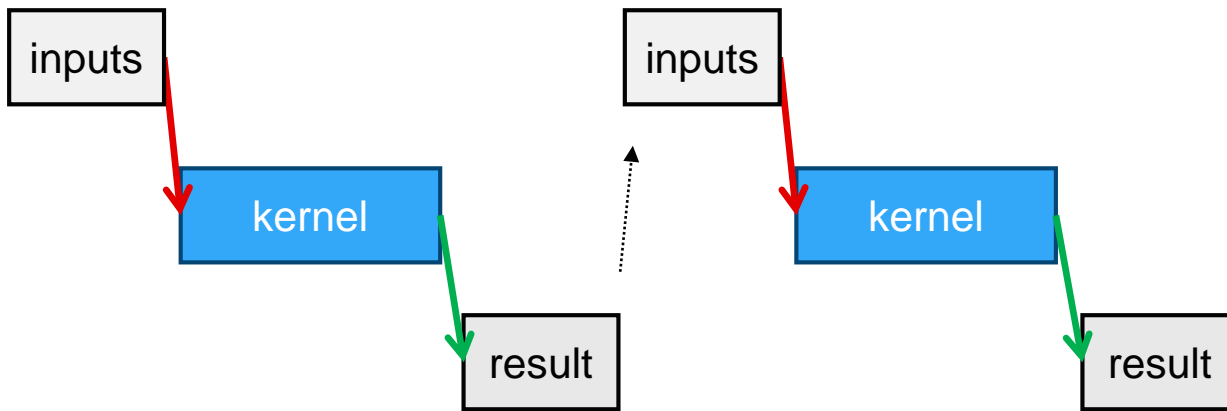 inputs
kernel
result
inputs
kernel
result